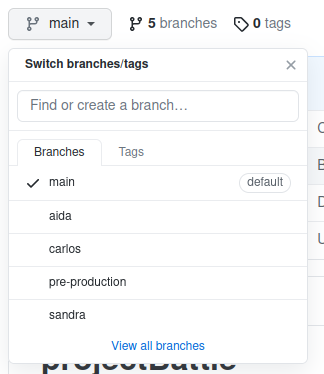 main 5 branches 0 tags
Switch branches/tags
Find or create a branch...
Branches Tags
main default
aida
carlos
pre-production
sandra
View all branches
projectBattle